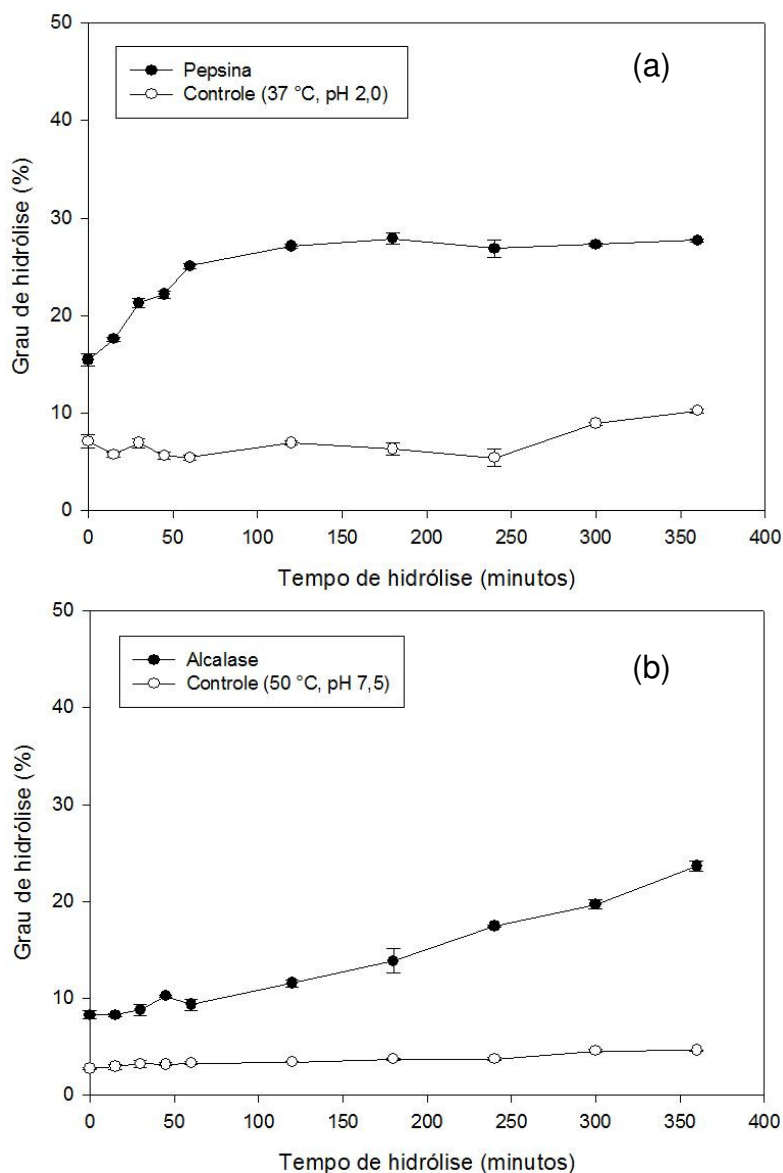 50
(a)
Pepsina
Controle (37 °C, pH 2,0)
40
30
Grau de hidrólise (%)
20
10
0
0 50 100 150 200 250 300 350 400
Tempo de hidrólise (minutos)
50
(b)
Alcalase
Controle (50 °C, pH 7,5)
40
30
Grau de hidrólise (%)
20
10
0
0 50 100 150 200 250 300 350 400
Tempo de hidrólise (minutos)